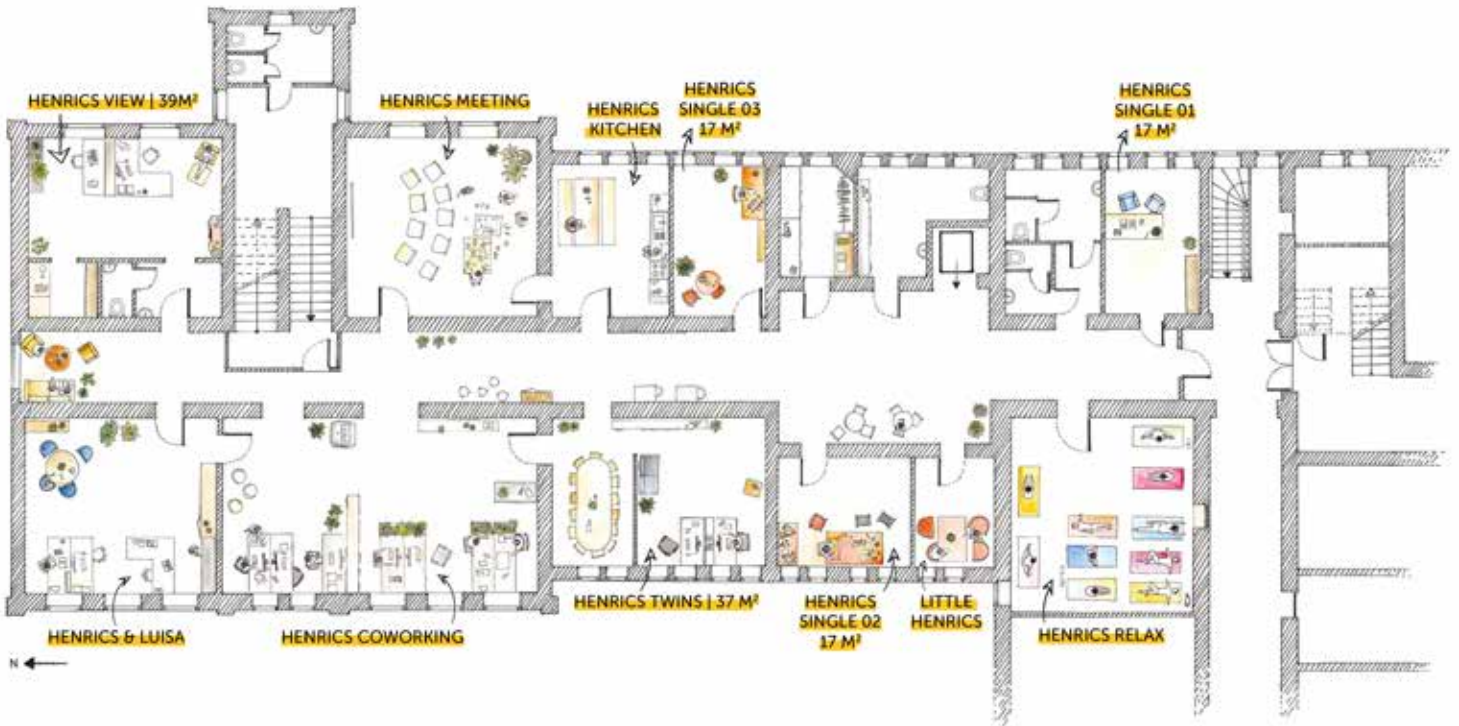 HENRICS VIEW | 39M²
HENRICS MEETING
HENRICS
KITCHEN
HENRICS
SINGLE 03
17 M²
HENRICS
SINGLE 01
17 M²
HENRICS & LUISA
HENRICS COWORKING
HENRICS TWINS | 37 M²
HENRICS
SINGLE 02
17 M²
LITTLE
HENRICS
HENRICS RELAX
N